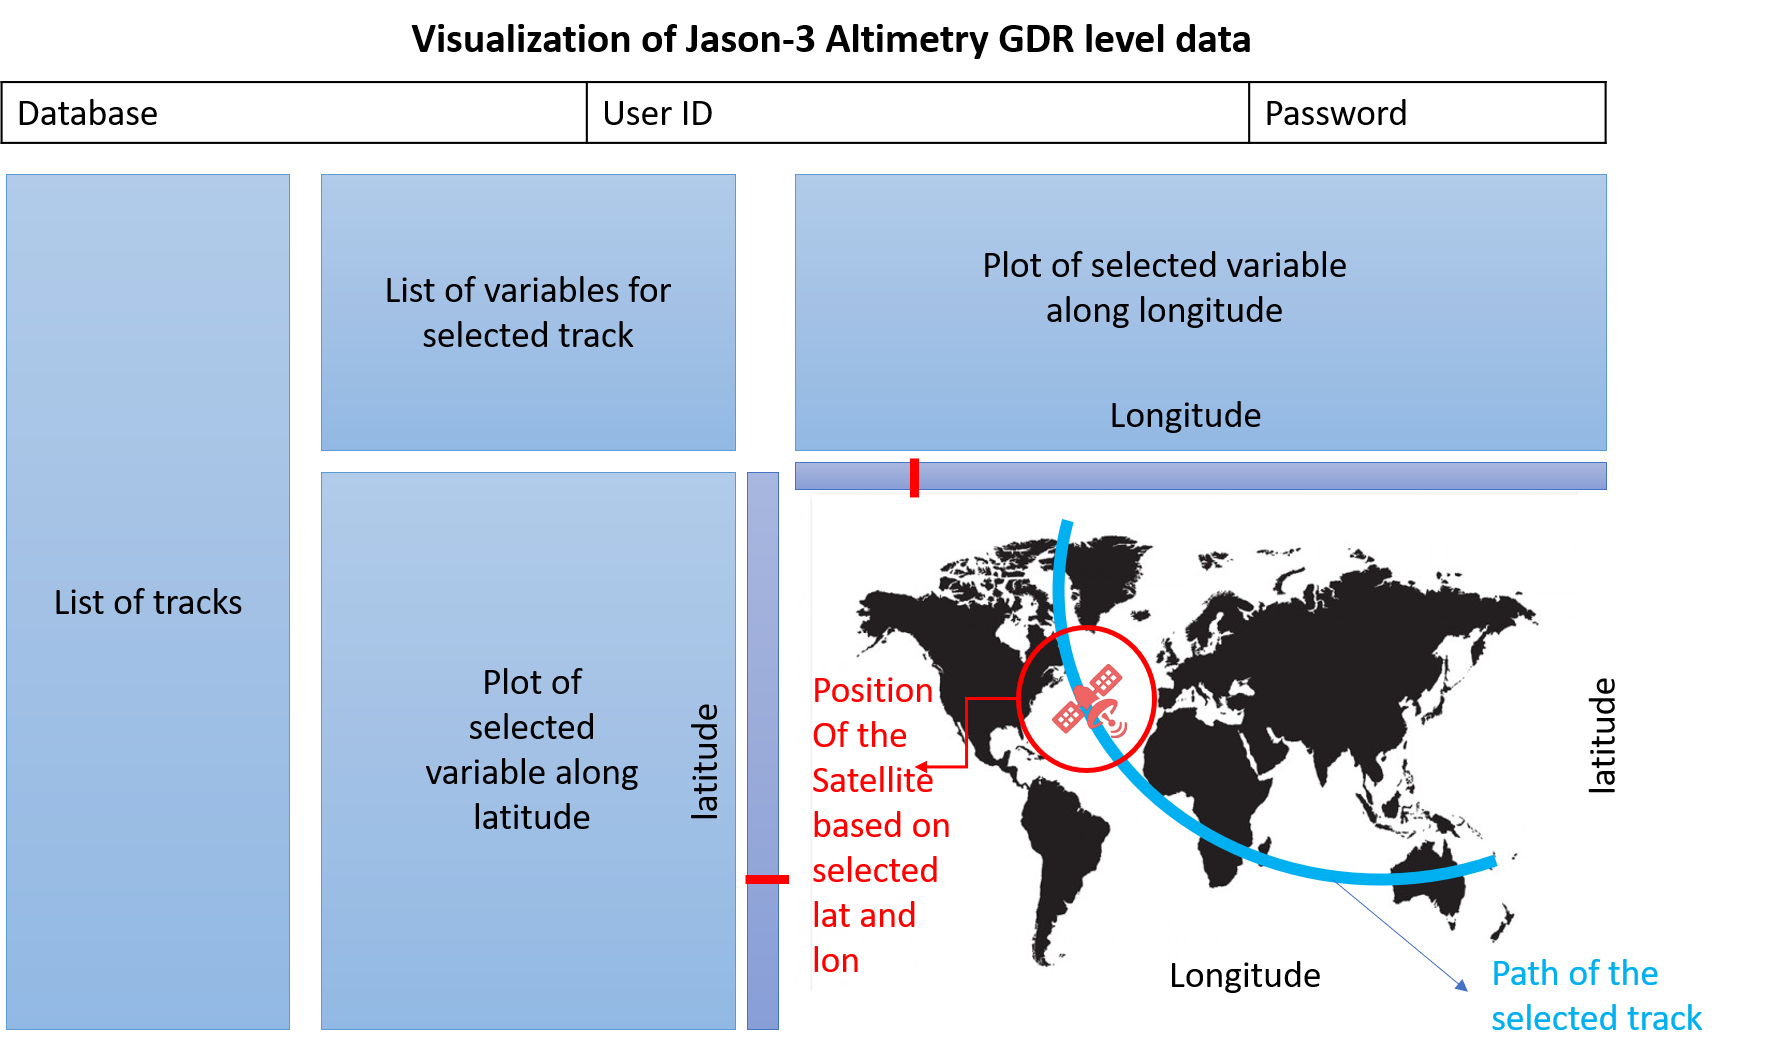 Visualization of Jason-3 Altimetry GDR level data
Database
User ID
Password
List of tracks
List of variables for
selected track
Plot of selected variable
along longitude
Longitude
Plot of
selected
variable along
latitude
latitude
Position
Of the
Satellite
based on
selected
lat and
lon
latitude
Longitude
Path of the
selected track